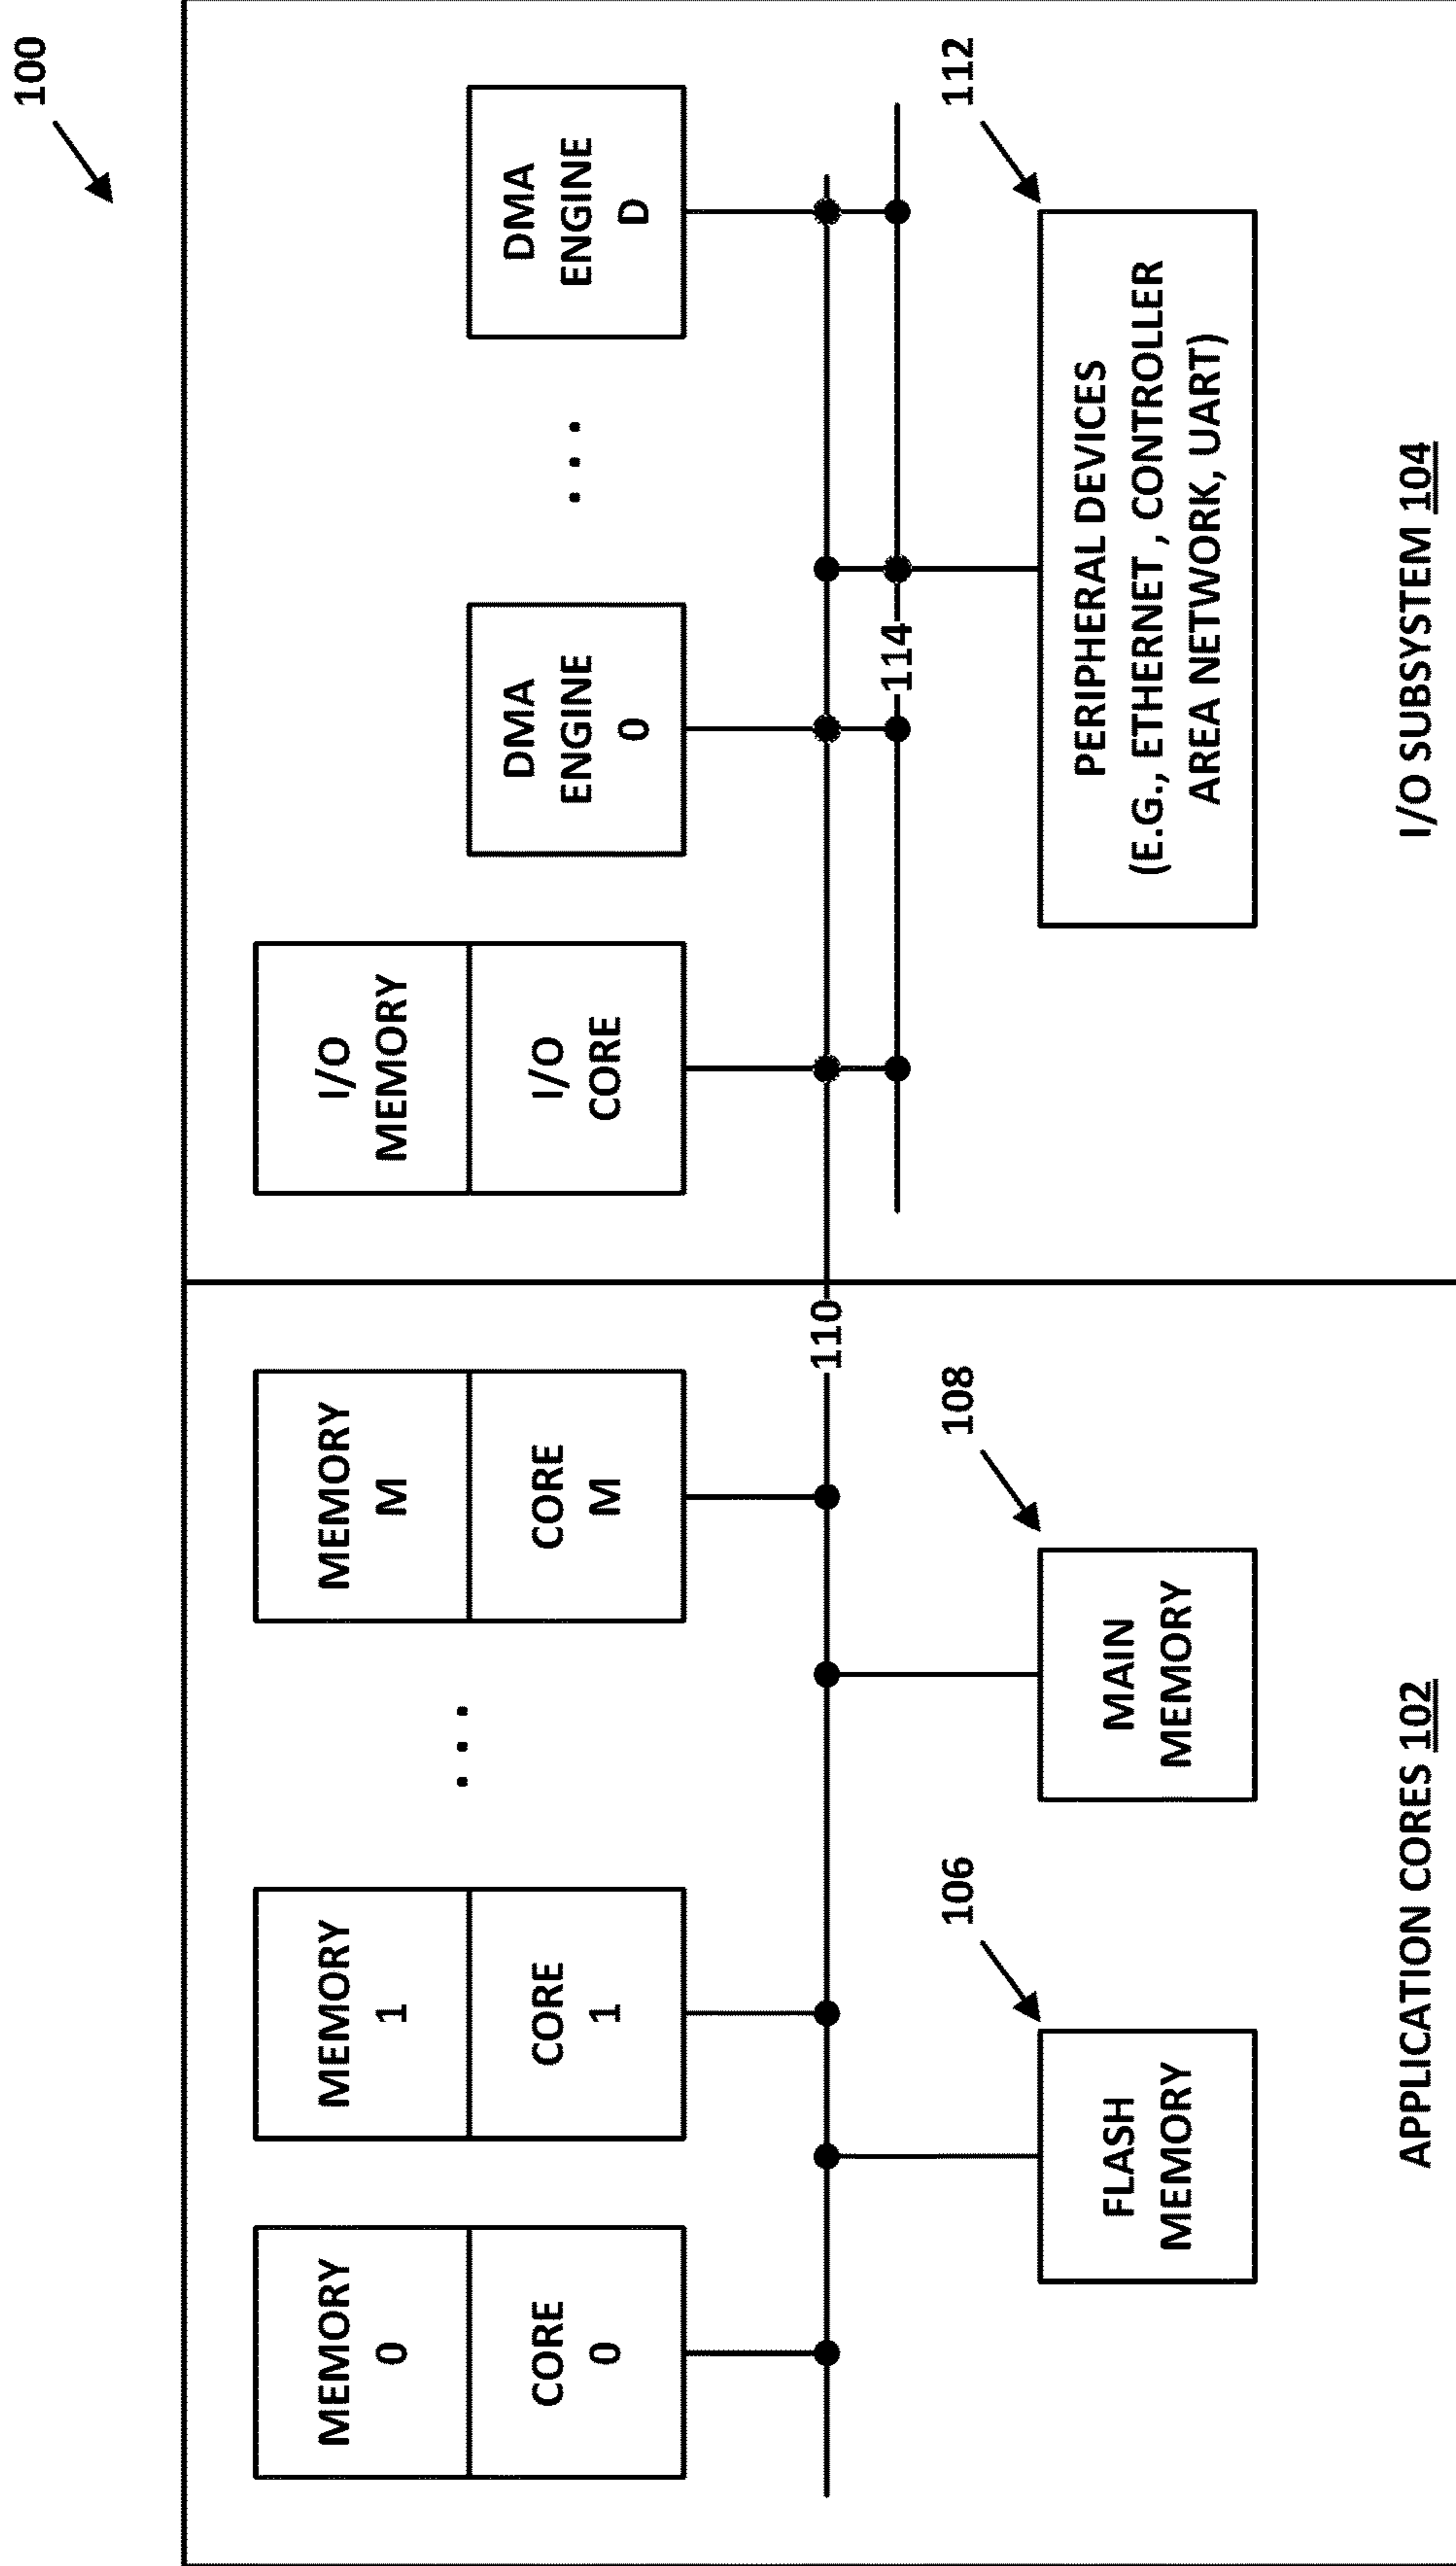 100
MEMORY
0
CORE
0
MEMORY
1
CORE
1
. . .
MEMORY
M
CORE
M
I/O
MEMORY
I/O
CORE
DMA
ENGINE
0
. . .
DMA
ENGINE
D
110
114
106
FLASH
MEMORY
108
MAIN
MEMORY
112
PERIPHERAL DEVICES
(E.G., ETHERNET , CONTROLLER
AREA NETWORK, UART)
APPLICATION CORES 102
I/O SUBSYSTEM 104